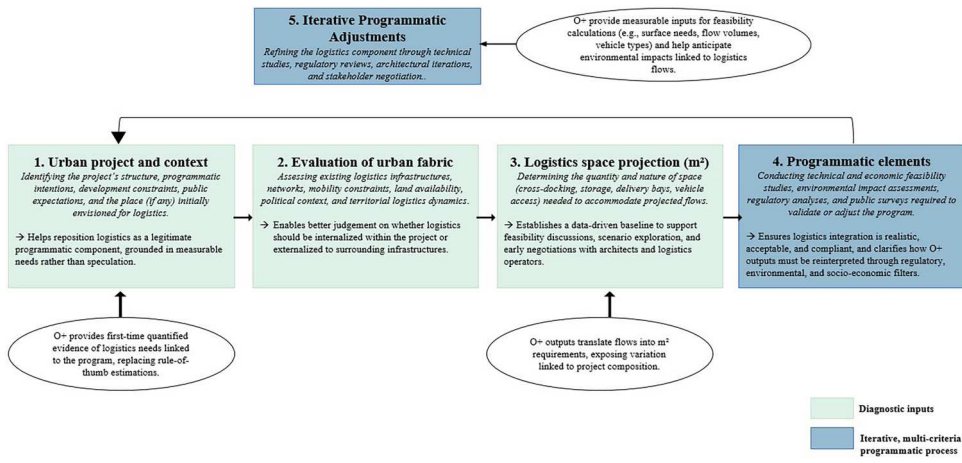 5. Iterative Programmatic
Adjustments
Refining the logistics component through technical
studies, regulatory reviews, architectural iterations,
and stakeholder negotiation..
O+ provide measurable inputs for feasibility
calculations (e.g., surface needs, flow volumes,
vehicle types) and help anticipate
environmental impacts linked to logistics
flows.
1. Urban project and context
Identifying the project's structure, programmatic
intentions, development constraints, public
expectations, and the place (if any) initially
envisioned for logistics.
→ Helps reposition logistics as a legitimate
programmatic component, grounded in measurable
needs rather than speculation.
2. Evaluation of urban fabric
Assessing existing logistics infrastructures,
networks, mobility constraints, land availability,
political context, and territorial logistics dynamics.
→ Enables better judgement on whether logistics
should be internalized within the project or
externalized to surrounding infrastructures.
3. Logistics space projection (m²)
Determining the quantity and nature of space
(cross-docking, storage, delivery bays, vehicle
access) needed to accommodate projected flows.
→ Establishes a data-driven baseline to support
feasibility discussions, scenario exploration, and
early negotiations with architects and logistics
operators.
4. Programmatic elements
Conducting technical and economic feasibility
studies, environmental impact assessments,
regulatory analyses, and public surveys required to
validate or adjust the program.
→ Ensures logistics integration is realistic,
acceptable, and compliant, and clarifies how O+
outputs must be reinterpreted through regulatory,
environmental, and socio-economic filters.
O+ provides first-time quantified
evidence of logistics needs linked
to the program, replacing rule-of-
thumb estimations.
O+ outputs translate flows into m²
requirements, exposing variation
linked to project composition.
Diagnostic inputs
Iterative, multi-criteria
programmatic process